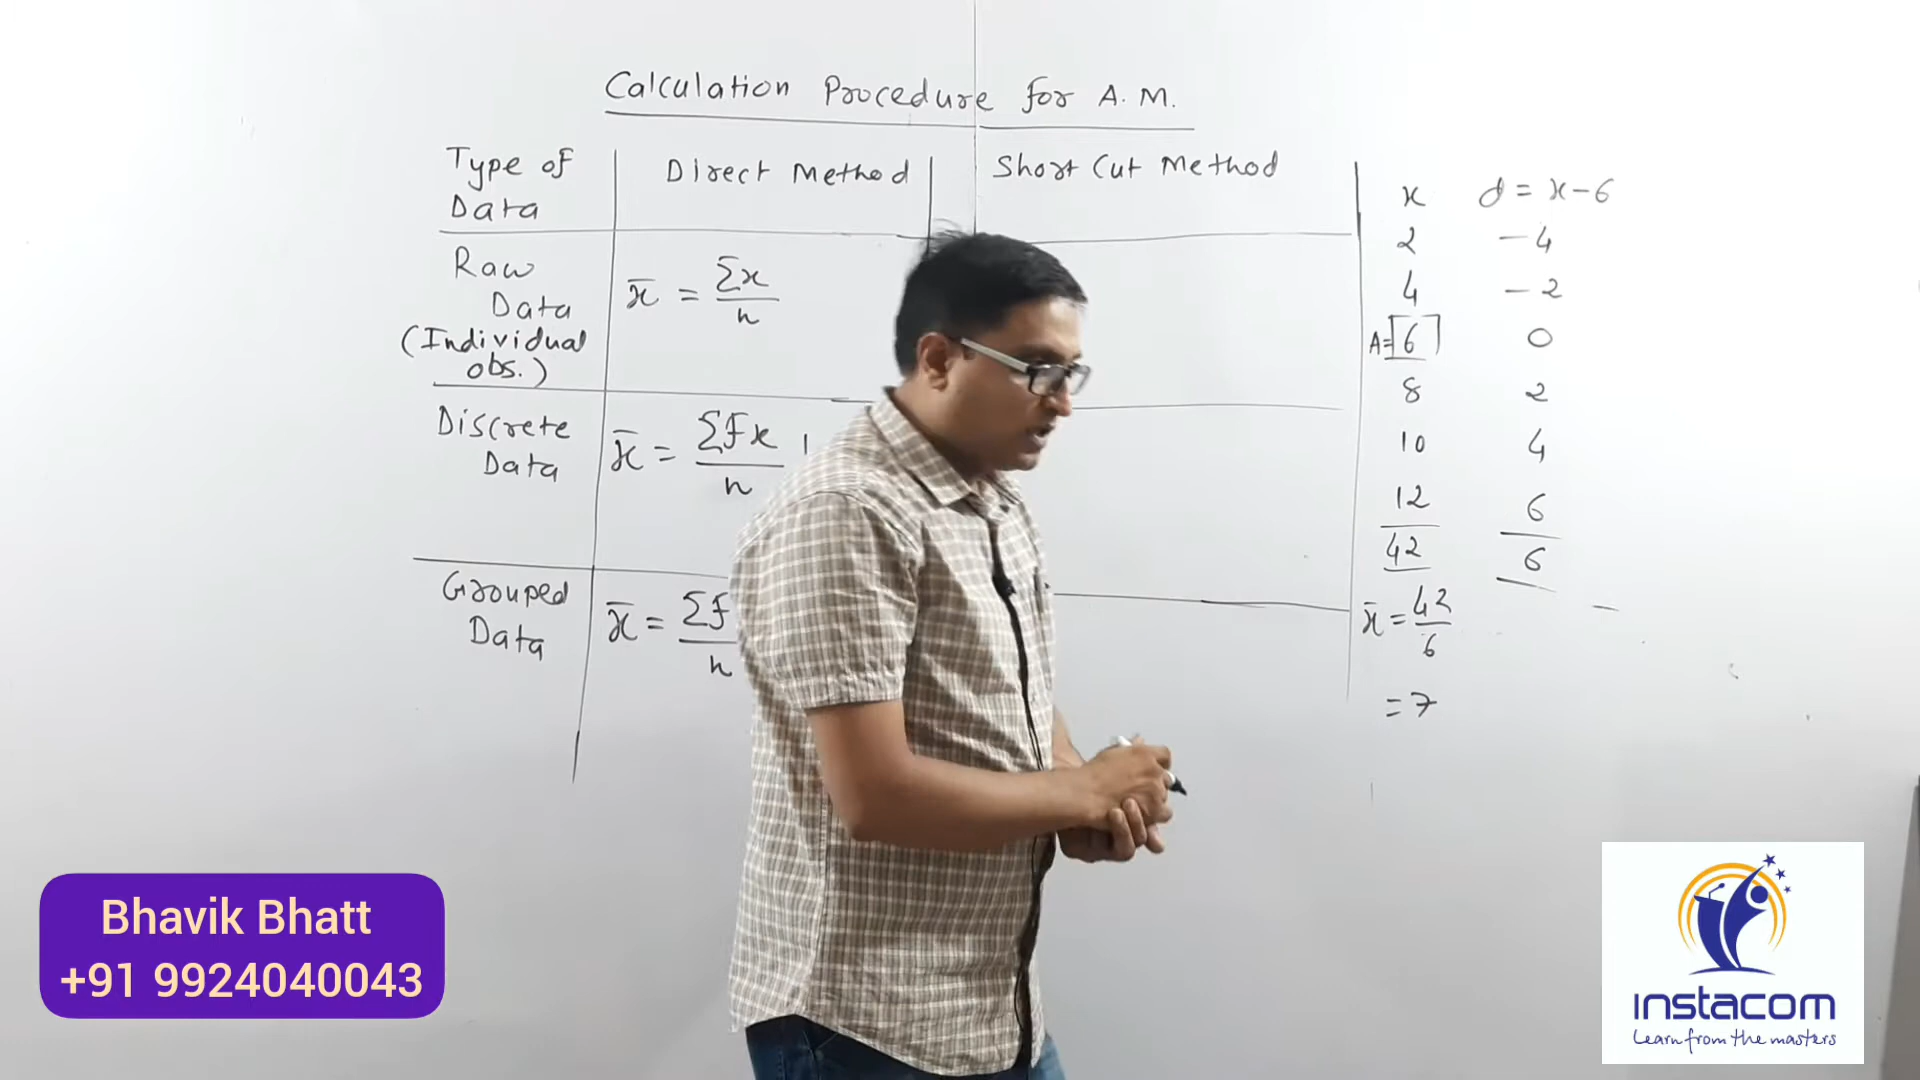 Calculation Procedure for A.M.
Type of Data
Direct Method
Short Cut Method
Raw Data
(Individual obs.)
x̄ = Σx / n
Discrete Data
x̄ = Σfx / n
Grouped Data
x̄ = Σf / n
x d = x-6
2 -4
4 -2
A= 6 0
8 2
10 4
12 6
42 6
x̄ = 42 / 6
= 7
Bhavik Bhatt
+91 9924040043
instacom
Learn from the masters